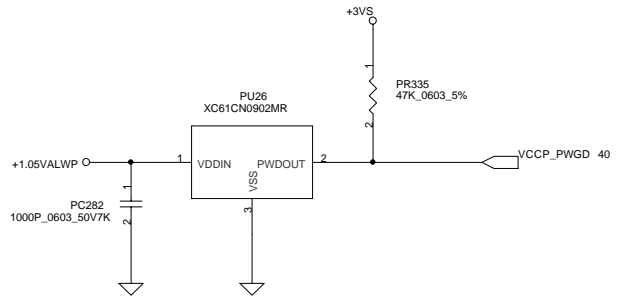 +3VS
1
PR335
47K_0603_5%
2
PU26
XC61CN0902MR
+1.05VALWP
1
VDDIN
PWDOUT
2
VCCP_PWGD 40
VSS
3
1
PC282
1000P_0603_50V7K
2